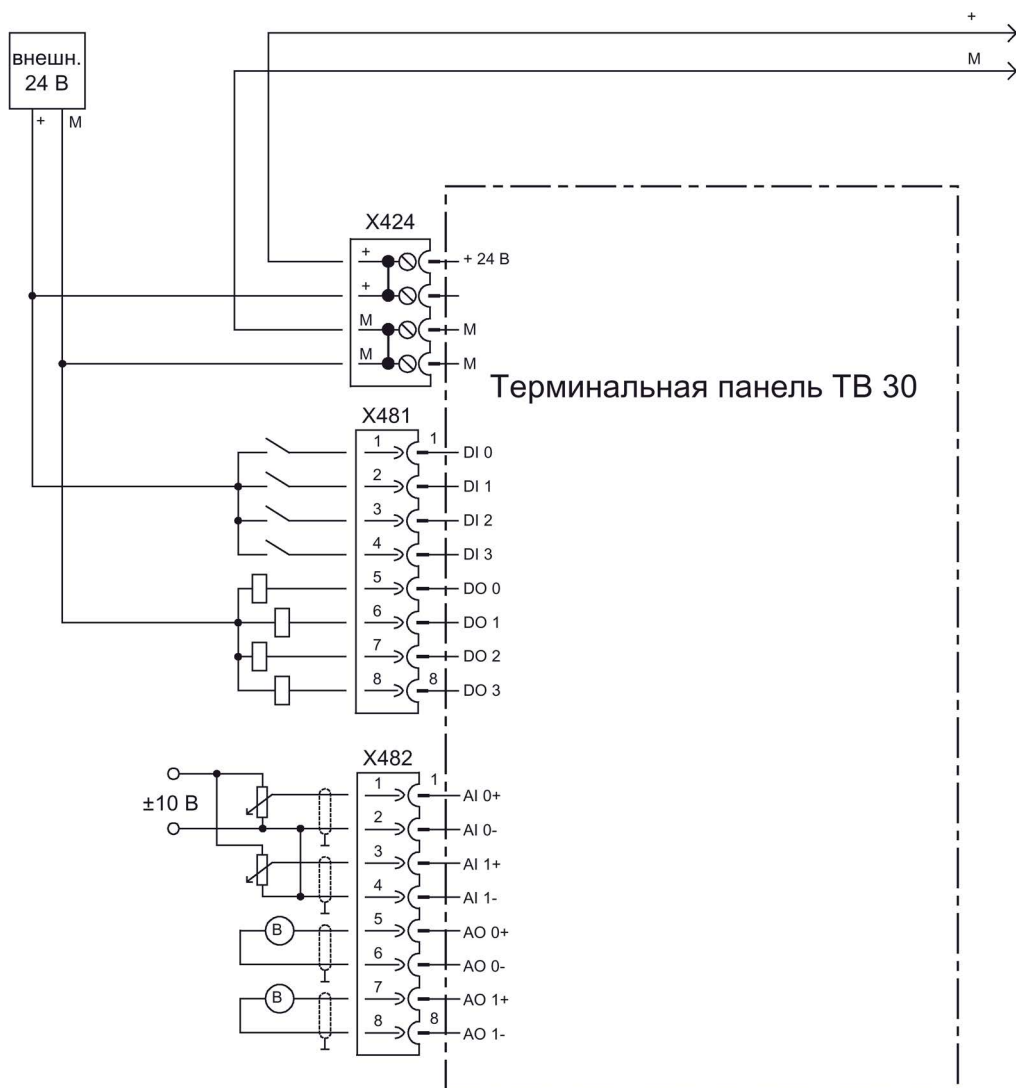 +
M
внешн.
24 В
+ M
X424
+ + 24 В
+
M M
M M
Терминальная панель TB 30
X481
1 1 DI 0
2 DI 1
3 DI 2
4 DI 3
5 DO 0
6 DO 1
7 DO 2
8 8 DO 3
X482
±10 В
1 1 AI 0+
2 AI 0-
3 AI 1+
4 AI 1-
В 5 AO 0+
6 AO 0-
В 7 AO 1+
8 8 AO 1-